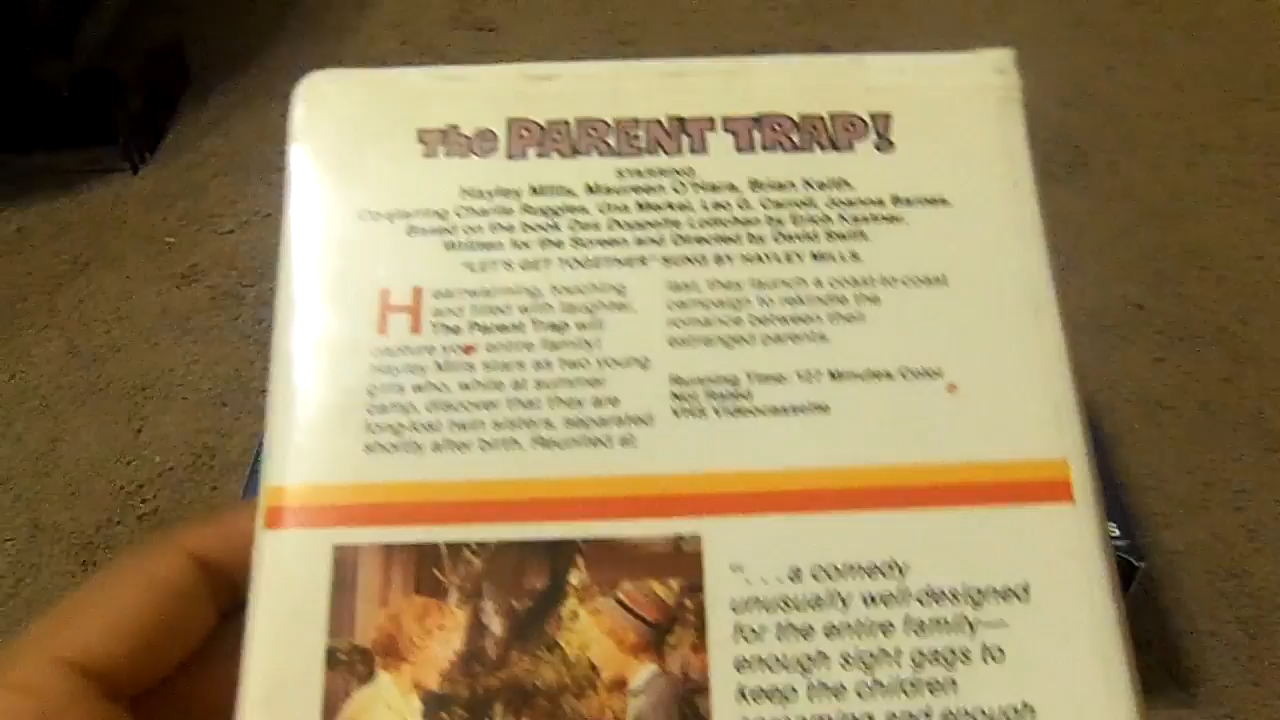 The PARENT TRAP!
STARRING
Hayley Mills, Maureen O'Hara, Brian Keith.
Co-starring Charlie Ruggles, Una Merkel, Leo G. Carroll, Joanna Barnes.
Based on the book Das Doppelte Lottchen by Erich Kastner.
Written for the Screen and Directed by David Swift.
"LET'S GET TOGETHER" SUNG BY HAYLEY MILLS.
Heartwarming, touching
and filled with laughter,
The Parent Trap will
capture your entire family!
Hayley Mills stars as two young
girls who, while at summer
camp, discover that they are
long-lost twin sisters, separated
shortly after birth. Reunited at
last, they launch a coast-to-coast
campaign to rekindle the
romance between their
estranged parents.
Running Time: Minutes Color
Not Rated
VHS Videocassette
". . . a comedy
unusually well-designed
for the entire family—
enough sight gags to
keep the children
screaming and enough